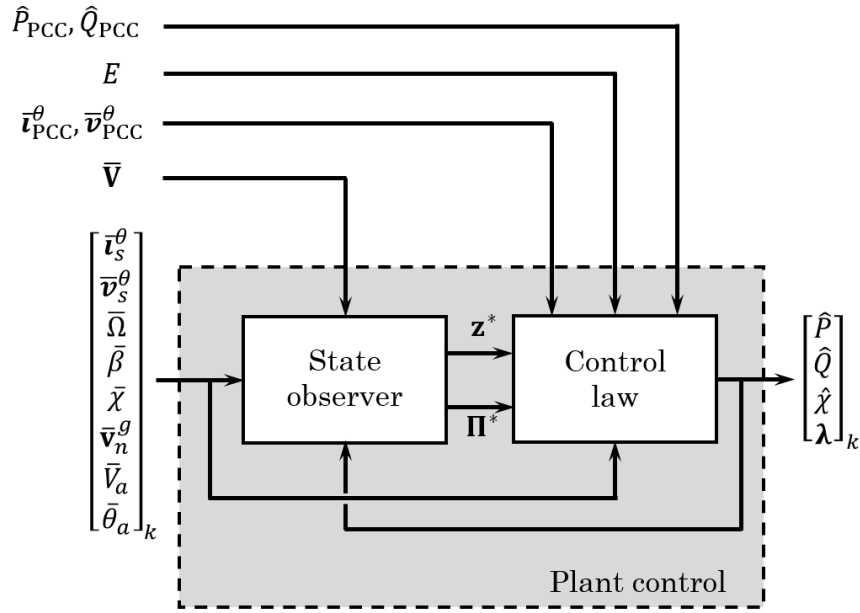 P̂_PCC, Q̂_PCC
E
ῑ^θ_PCC, v̄^θ_PCC
V̄
ῑ^θ_s
v̄^θ_s
Ω̄
β̄
χ̄
v̄^g_n
V̄_a
θ̄_a
k
State
observer
z*
Π*
Control
law
P̂
Q̂
χ̂
λ
k
Plant control